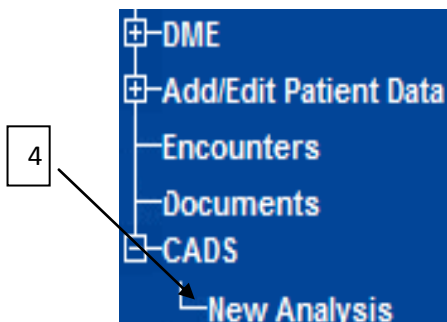 DME
Add/Edit Patient Data
Encounters
4
Documents
CADS
New Analysis